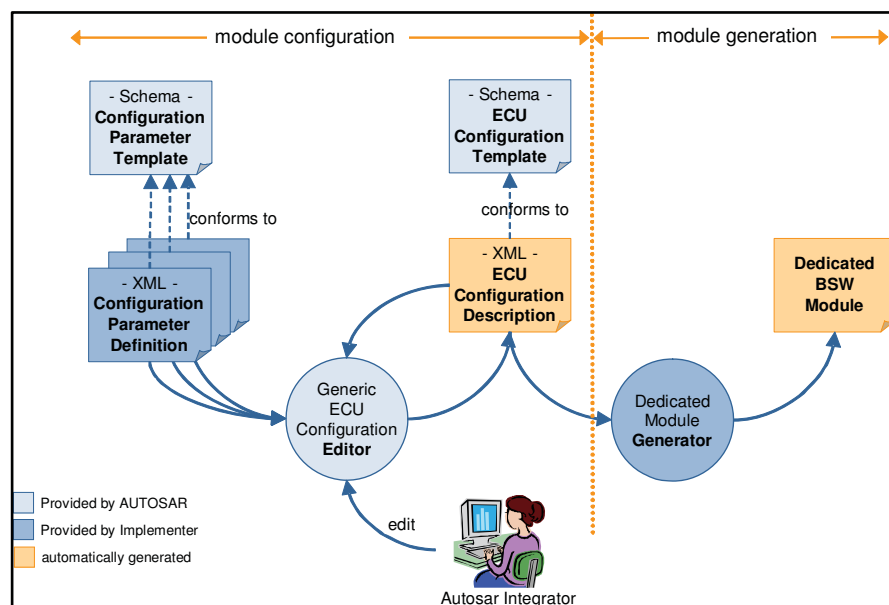 module configuration
module generation
- Schema -
Configuration
Parameter
Template
- Schema -
ECU
Configuration
Template
conforms to
conforms to
- XML -
Configuration
Parameter
Definition
- XML -
ECU
Configuration
Description
Dedicated
BSW
Module
Generic
ECU
Configuration
Editor
Dedicated
Module
Generator
Provided by AUTOSAR
Provided by Implementer
automatically generated
edit
Autosar Integrator